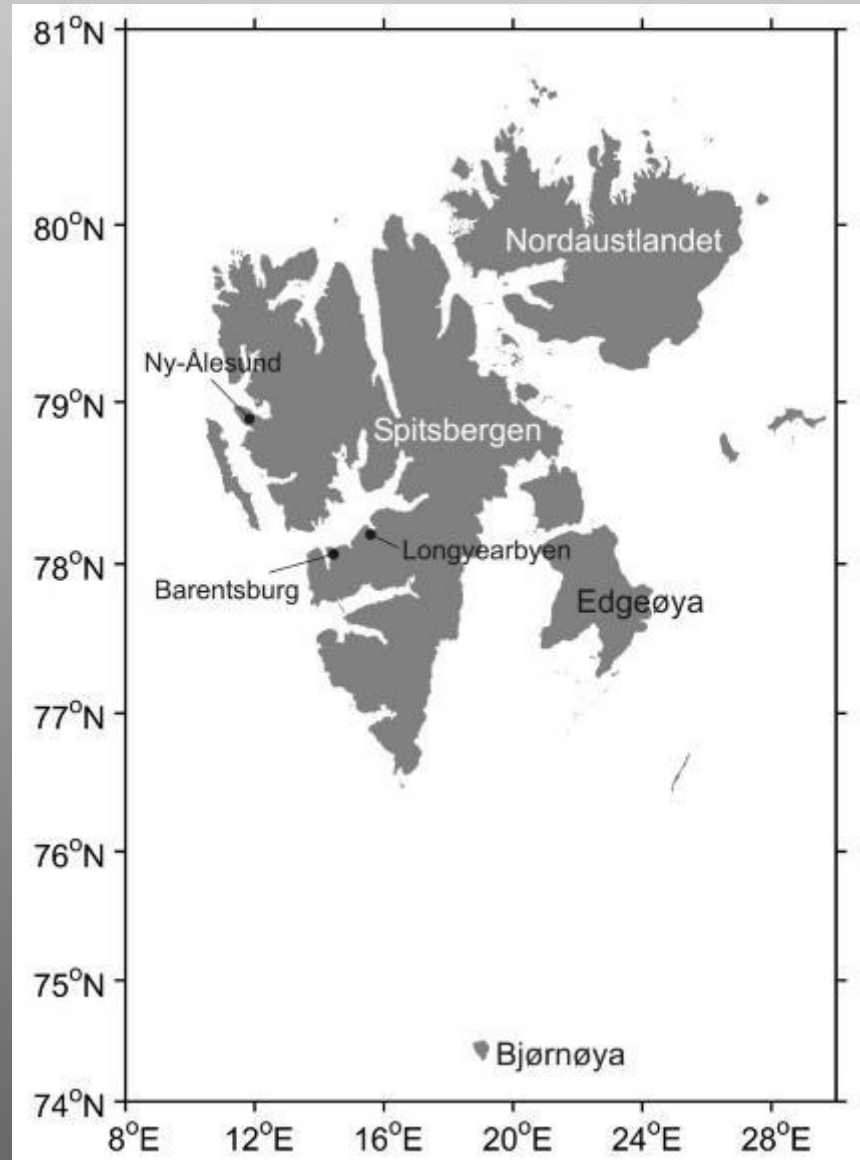 81°N
80°N
Nordaustlandet
Ny-Ålesund
79°N
Spitsbergen
Longyearbyen
78°N
Barentsburg
Edgeøya
77°N
76°N
75°N
Bjørnøya
74°N
8°E 12°E 16°E 20°E 24°E 28°E